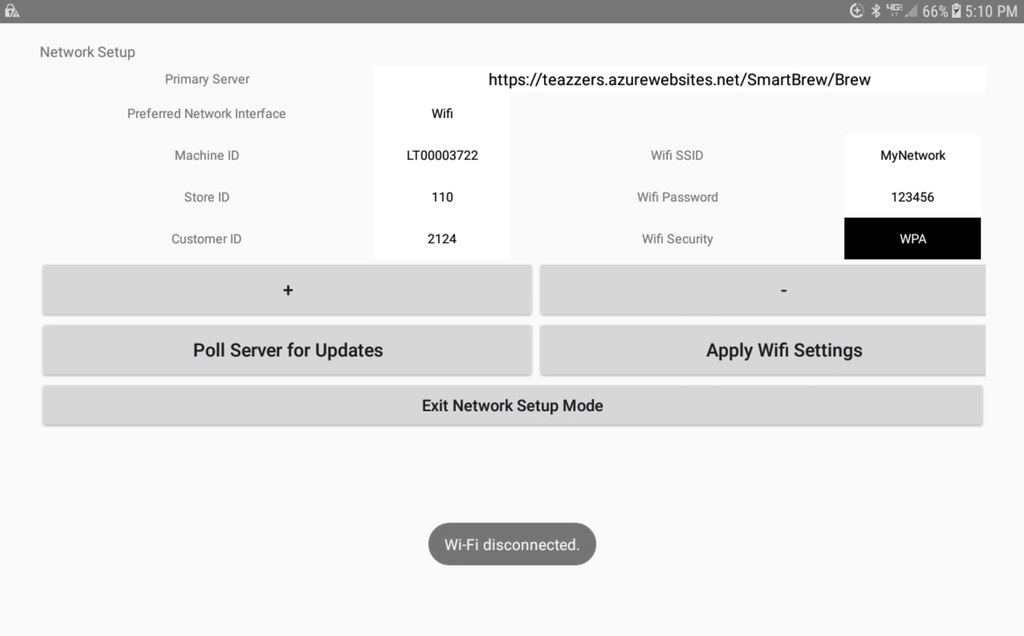 4GE 66% 5:10 PM
Network Setup
Primary Server https://teazzers.azurewebsites.net/SmartBrew/Brew
Preferred Network Interface Wifi
Machine ID LT00003722 Wifi SSID MyNetwork
Store ID 110 Wifi Password 123456
Customer ID 2124 Wifi Security WPA
+ -
Poll Server for Updates Apply Wifi Settings
Exit Network Setup Mode
Wi-Fi disconnected.